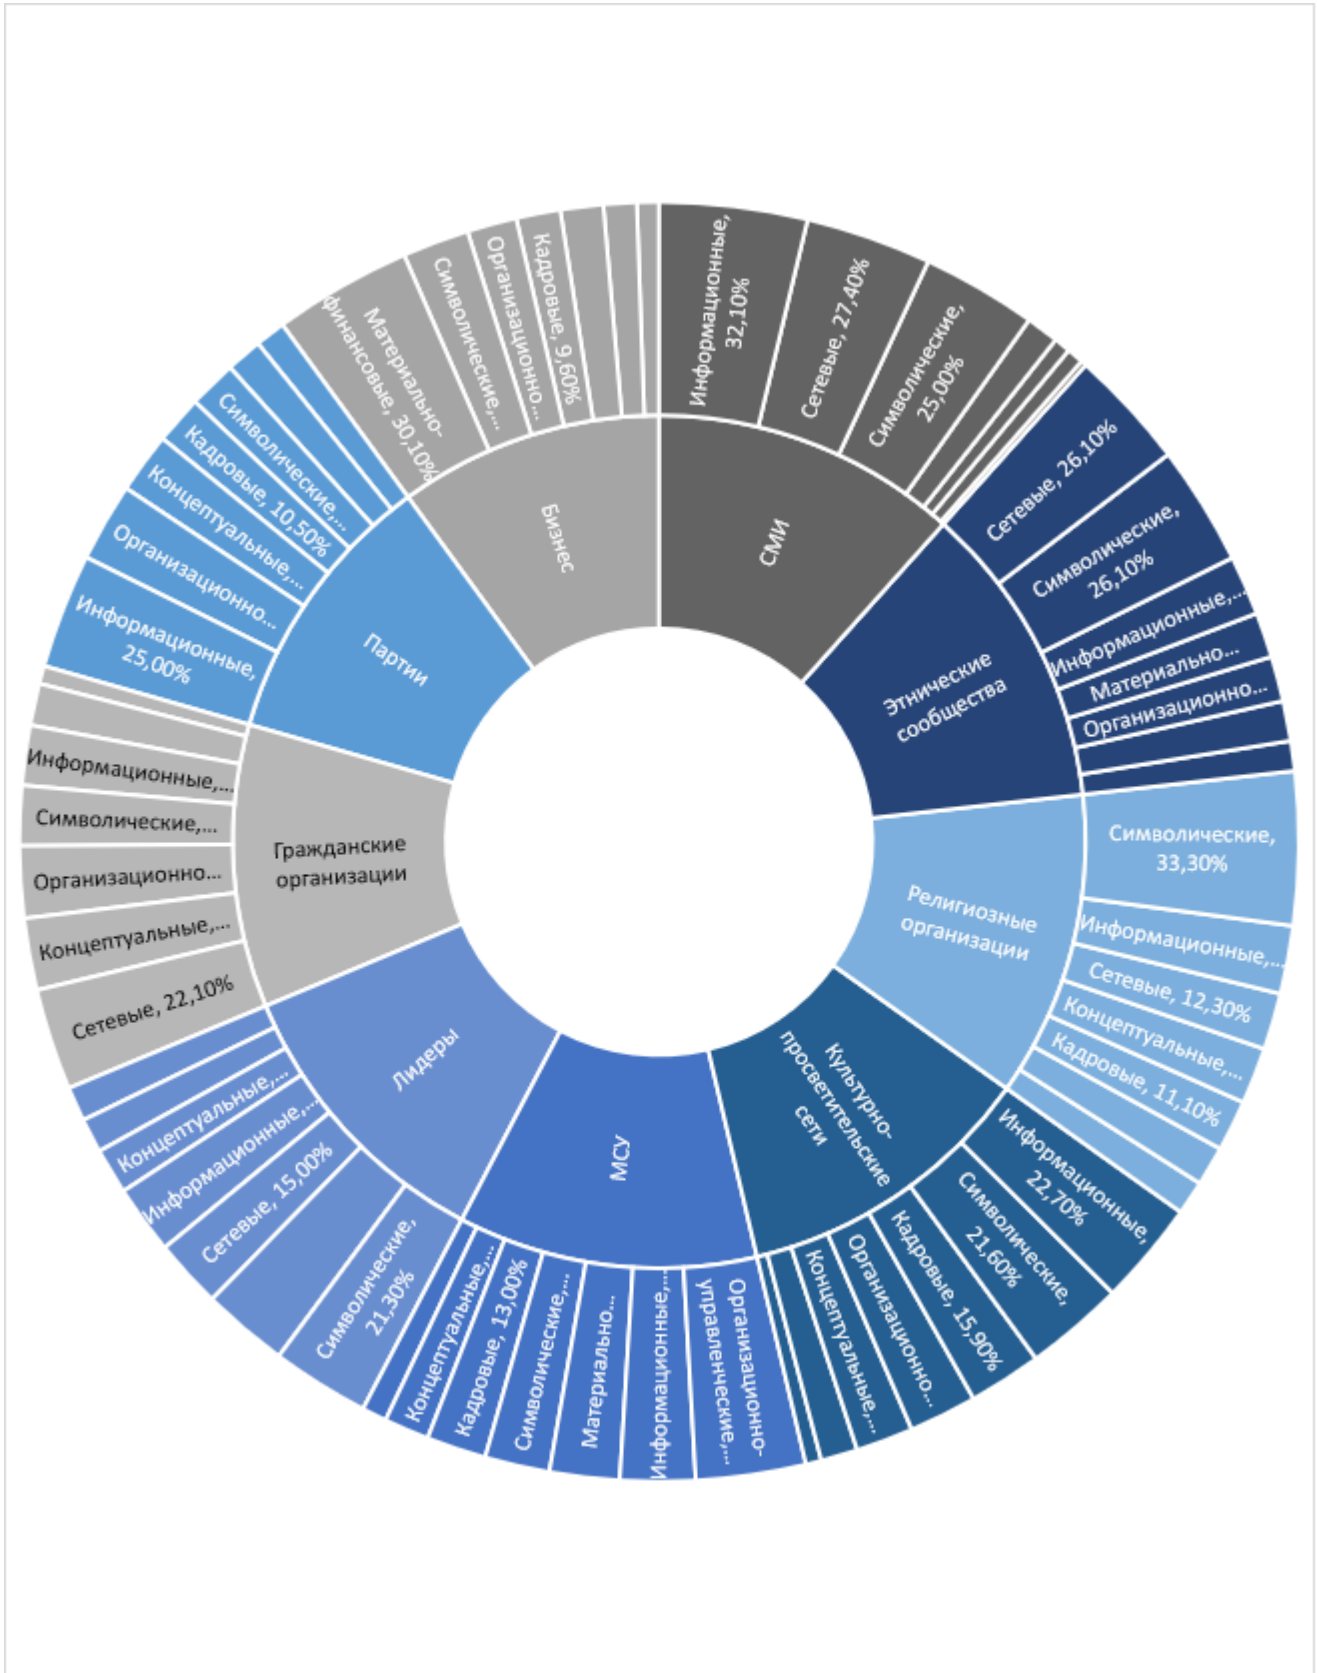 СМИ
Информационные,
32,10%
Сетевые, 27,40%
Символические,
25,00%
Этнические
сообщества
Сетевые, 26,10%
Символические,
26,10%
Информационные,...
Материально...
Организационно...
Религиозные
организации
Символические,
33,30%
Информационные,...
Сетевые, 12,30%
Концептуальные,...
Кадровые, 11,10%
Культурно-
просветительские
сети
Информационные,
22,70%
Символические,
21,60%
Кадровые, 15,90%
Организационно...
Концептуальные,...
МСУ
Организационно-
управленческие,...
Информационные,...
Материально...
Символические,...
Кадровые, 13,00%
Концептуальные,...
Лидеры
Символические,
21,30%
Сетевые, 15,00%
Информационные,...
Концептуальные,...
Гражданские
организации
Сетевые, 22,10%
Концептуальные,...
Организационно...
Символические,...
Информационные,...
Партии
Информационные,
25,00%
Организационно...
Концептуальные,...
Кадровые, 10,50%
Символические,...
Бизнес
Материально-
финансовые, 30,10%
Символические,...
Организационно...
Кадровые, 9,60%